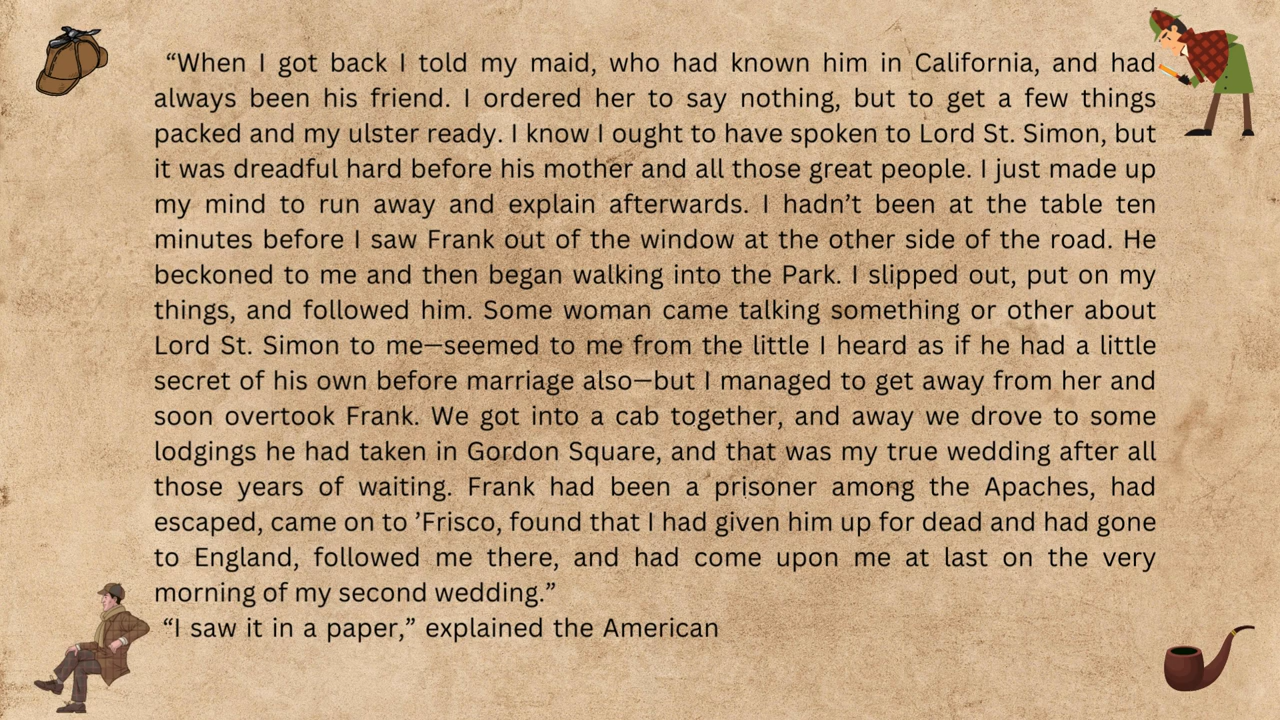 “When I got back I told my maid, who had known him in California, and had
always been his friend. I ordered her to say nothing, but to get a few things
packed and my ulster ready. I know I ought to have spoken to Lord St. Simon, but
it was dreadful hard before his mother and all those great people. I just made up
my mind to run away and explain afterwards. I hadn’t been at the table ten
minutes before I saw Frank out of the window at the other side of the road. He
beckoned to me and then began walking into the Park. I slipped out, put on my
things, and followed him. Some woman came talking something or other about
Lord St. Simon to me—seemed to me from the little I heard as if he had a little
secret of his own before marriage also—but I managed to get away from her and
soon overtook Frank. We got into a cab together, and away we drove to some
lodgings he had taken in Gordon Square, and that was my true wedding after all
those years of waiting. Frank had been a prisoner among the Apaches, had
escaped, came on to ’Frisco, found that I had given him up for dead and had gone
to England, followed me there, and had come upon me at last on the very
morning of my second wedding.”
“I saw it in a paper,” explained the American